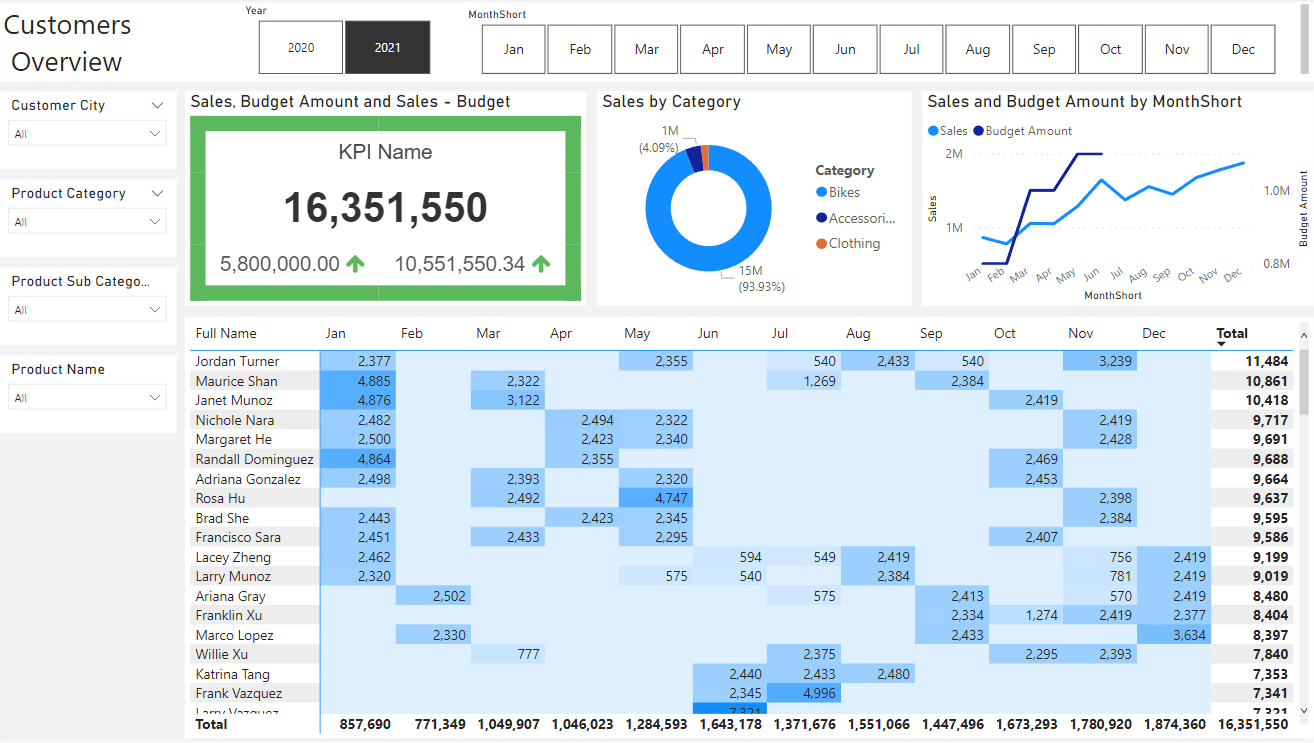 Customers
Overview
Year
2020 2021
MonthShort
Jan Feb Mar Apr May Jun Jul Aug Sep Oct Nov Dec
Customer City
All
Product Category
All
Product Sub Catego...
All
Product Name
All
Sales, Budget Amount and Sales - Budget
KPI Name
16,351,550
5,800,000.00 10,551,550.34
Sales by Category
1M
(4.09%)
15M
(93.93%)
Category
Bikes
Accessori...
Clothing
Sales and Budget Amount by MonthShort
Sales Budget Amount
2M
1M
Sales
1.0M
0.8M
Budget Amount
Jan Feb Mar Apr May Jun Jul Aug Sep Oct Nov Dec
MonthShort
Full Name Jan Feb Mar Apr May Jun Jul Aug Sep Oct Nov Dec Total
Jordan Turner 2,377 2,355 540 2,433 540 3,239 11,484
Maurice Shan 4,885 2,322 1,269 2,384 10,861
Janet Munoz 4,876 3,122 2,419 10,418
Nichole Nara 2,482 2,494 2,322 2,419 9,717
Margaret He 2,500 2,423 2,340 2,428 9,691
Randall Dominguez 4,864 2,355 2,469 9,688
Adriana Gonzalez 2,498 2,393 2,320 2,453 9,664
Rosa Hu 2,492 4,747 2,398 9,637
Brad She 2,443 2,423 2,345 2,384 9,595
Francisco Sara 2,451 2,433 2,295 2,407 9,586
Lacey Zheng 2,462 594 549 2,419 756 2,419 9,199
Larry Munoz 2,320 575 540 2,384 781 2,419 9,019
Ariana Gray 2,502 575 2,413 570 2,419 8,480
Franklin Xu 2,334 1,274 2,419 2,377 8,404
Marco Lopez 2,330 2,433 3,634 8,397
Willie Xu 777 2,375 2,295 2,393 7,840
Katrina Tang 2,440 2,433 2,480 7,353
Frank Vazquez 2,345 4,996 7,341
Larry Vazquez 7,321 7,321
Total 857,690 771,349 1,049,907 1,046,023 1,284,593 1,643,178 1,371,676 1,551,066 1,447,496 1,673,293 1,780,920 1,874,360 16,351,550